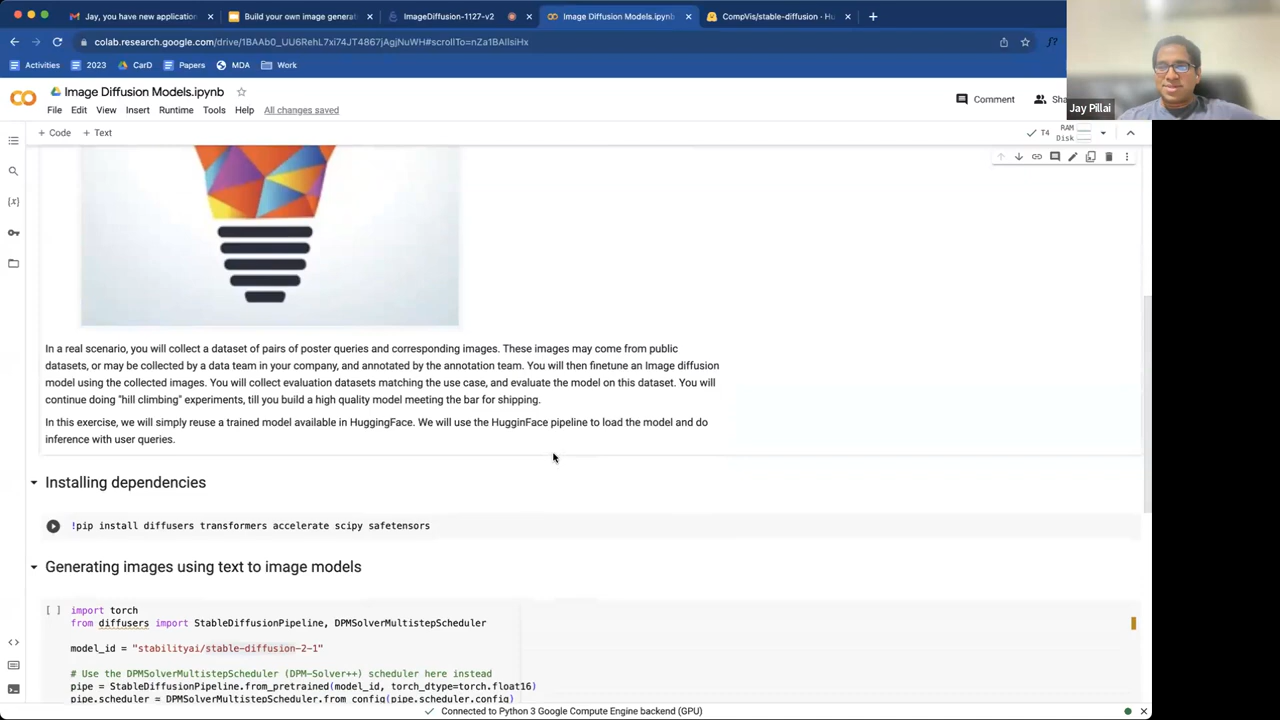 Jay, you have new application
Build your own image generat
ImageDiffusion-1127-v2
Image Diffusion Models.ipynb
CompVis/stable-diffusion · Hu
colab.research.google.com/drive/1BAAb0_UU6RehL7xi74JT4867jAgjNuWH#scrollTo=nZa1BAIlsiHx
Activities
2023
CarD
Papers
MDA
Work
Image Diffusion Models.ipynb
File Edit View Insert Runtime Tools Help All changes saved
Comment
Sha
Jay Pillai
+ Code + Text
T4
RAM
Disk
In a real scenario, you will collect a dataset of pairs of poster queries and corresponding images. These images may come from public
datasets, or may be collected by a data team in your company, and annotated by the annotation team. You will then finetune an Image diffusion
model using the collected images. You will collect evaluation datasets matching the use case, and evaluate the model on this dataset. You will
continue doing "hill climbing" experiments, till you build a high quality model meeting the bar for shipping.
In this exercise, we will simply reuse a trained model available in HuggingFace. We will use the HugginFace pipeline to load the model and do
inference with user queries.
Installing dependencies
!pip install diffusers transformers accelerate scipy safetensors
Generating images using text to image models
[ ] import torch
from diffusers import StableDiffusionPipeline, DPMSolverMultistepScheduler
model_id = "stabilityai/stable-diffusion-2-1"
# Use the DPMSolverMultistepScheduler (DPM-Solver++) scheduler here instead
pipe = StableDiffusionPipeline.from_pretrained(model_id, torch_dtype=torch.float16)
pipe.scheduler = DPMSolverMultistepScheduler.from_config(pipe.scheduler.config)
Connected to Python 3 Google Compute Engine backend (GPU)